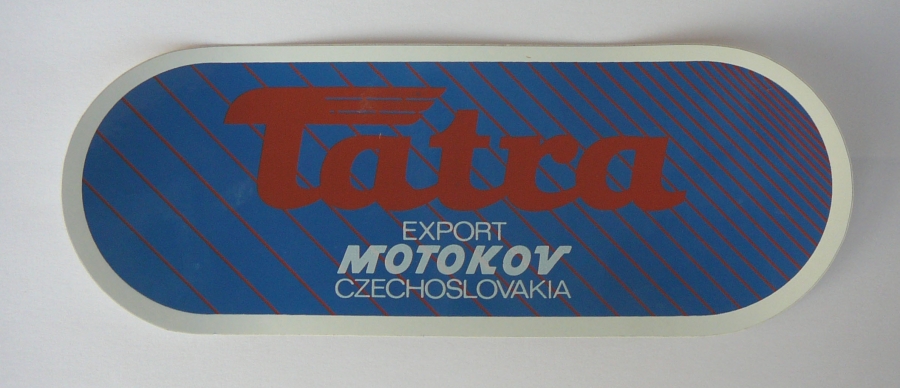 Tatra
EXPORT
MOTOKOV
CZECHOSLOVAKIA